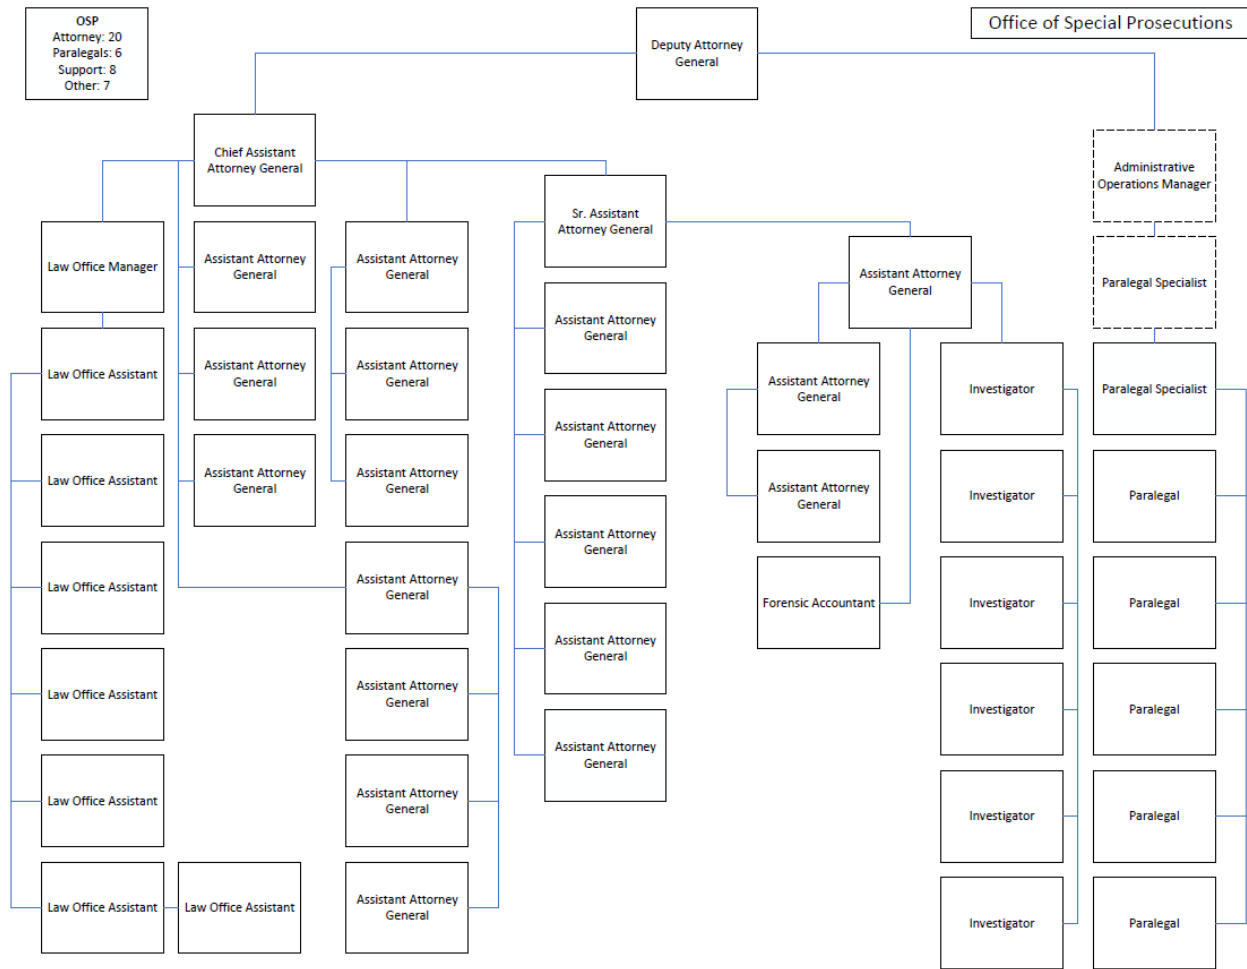 OSP
Attorney: 20
Paralegals: 6
Support: 8
Other: 7
Office of Special Prosecutions
Deputy Attorney
General
Chief Assistant
Attorney General
Administrative
Operations Manager
Sr. Assistant
Attorney General
Law Office Manager
Assistant Attorney
General
Assistant Attorney
General
Assistant Attorney
General
Paralegal Specialist
Law Office Assistant
Assistant Attorney
General
Assistant Attorney
General
Assistant Attorney
General
Assistant Attorney
General
Investigator
Paralegal Specialist
Law Office Assistant
Assistant Attorney
General
Assistant Attorney
General
Assistant Attorney
General
Assistant Attorney
General
Investigator
Paralegal
Law Office Assistant
Assistant Attorney
General
Assistant Attorney
General
Forensic Accountant
Investigator
Paralegal
Law Office Assistant
Assistant Attorney
General
Assistant Attorney
General
Investigator
Paralegal
Law Office Assistant
Assistant Attorney
General
Assistant Attorney
General
Investigator
Paralegal
Law Office Assistant
Law Office Assistant
Assistant Attorney
General
Investigator
Paralegal